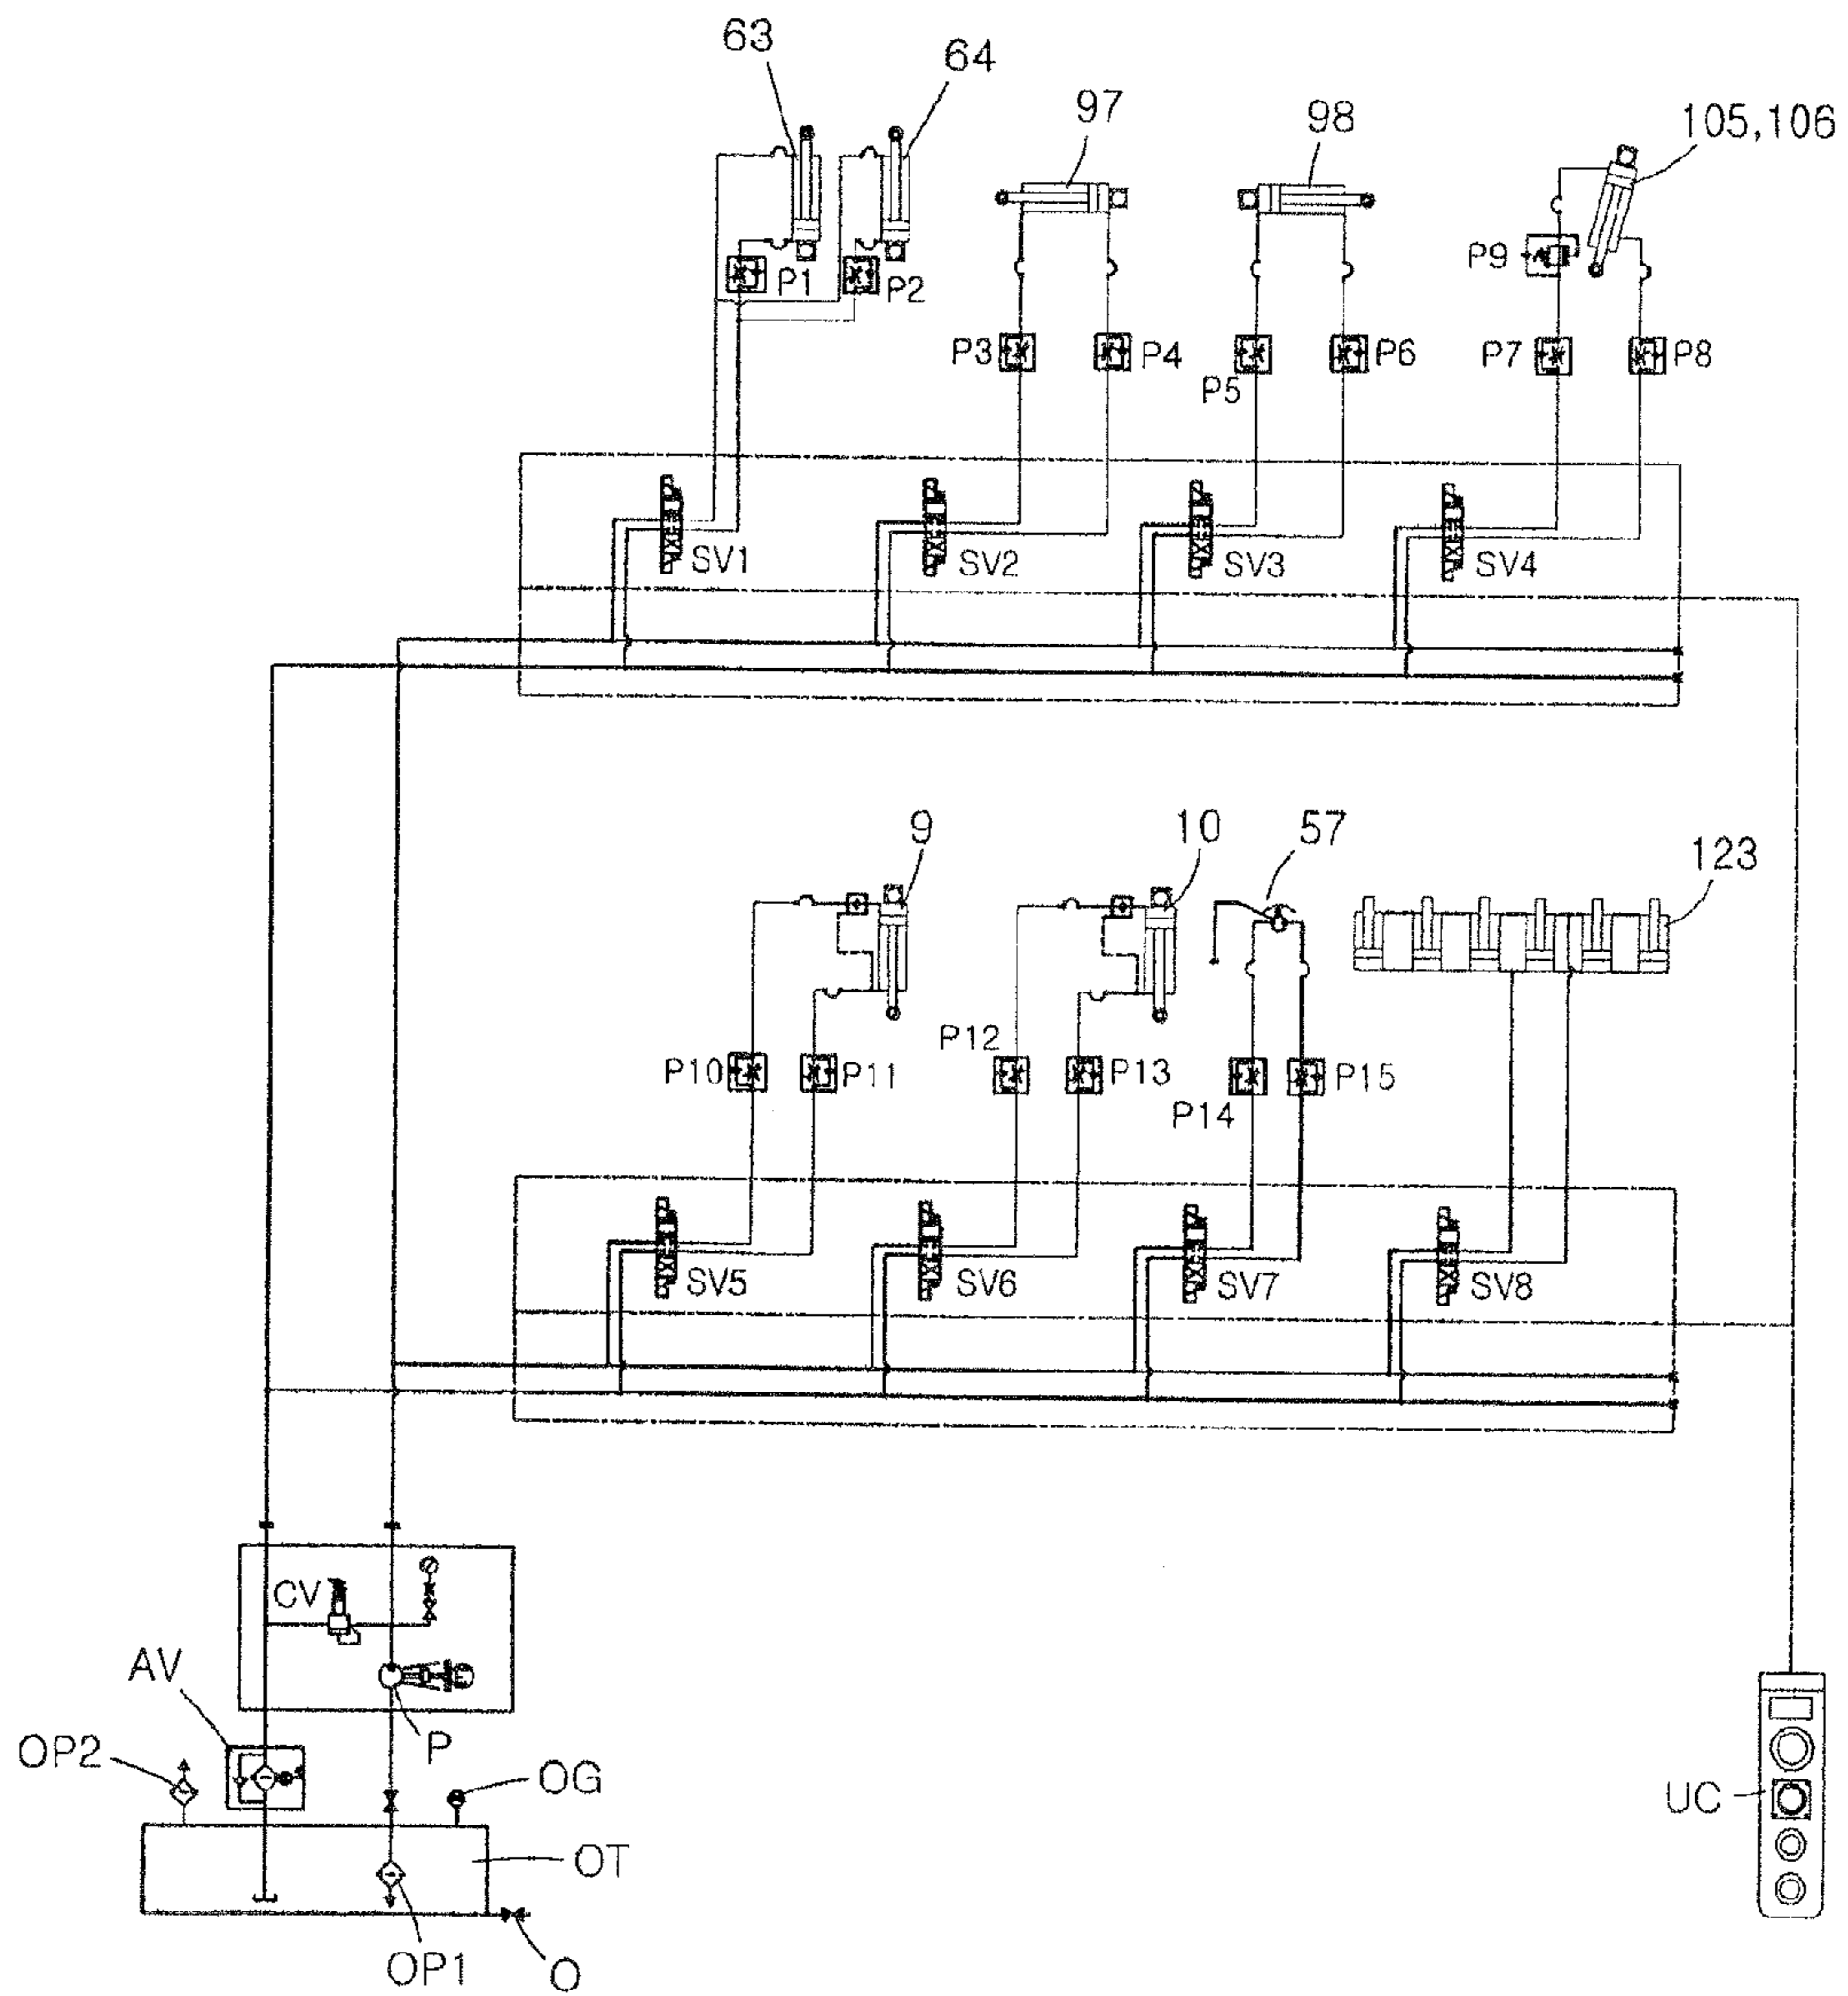 63
64
97
98
105,106
P1
P2
P9
P3
P4
P5
P6
P7
P8
SV1
SV2
SV3
SV4
9
10
57
123
P10
P11
P12
P13
P14
P15
SV5
SV6
SV7
SV8
CV
AV
P
OP2
OG
OT
OP1
O
UC